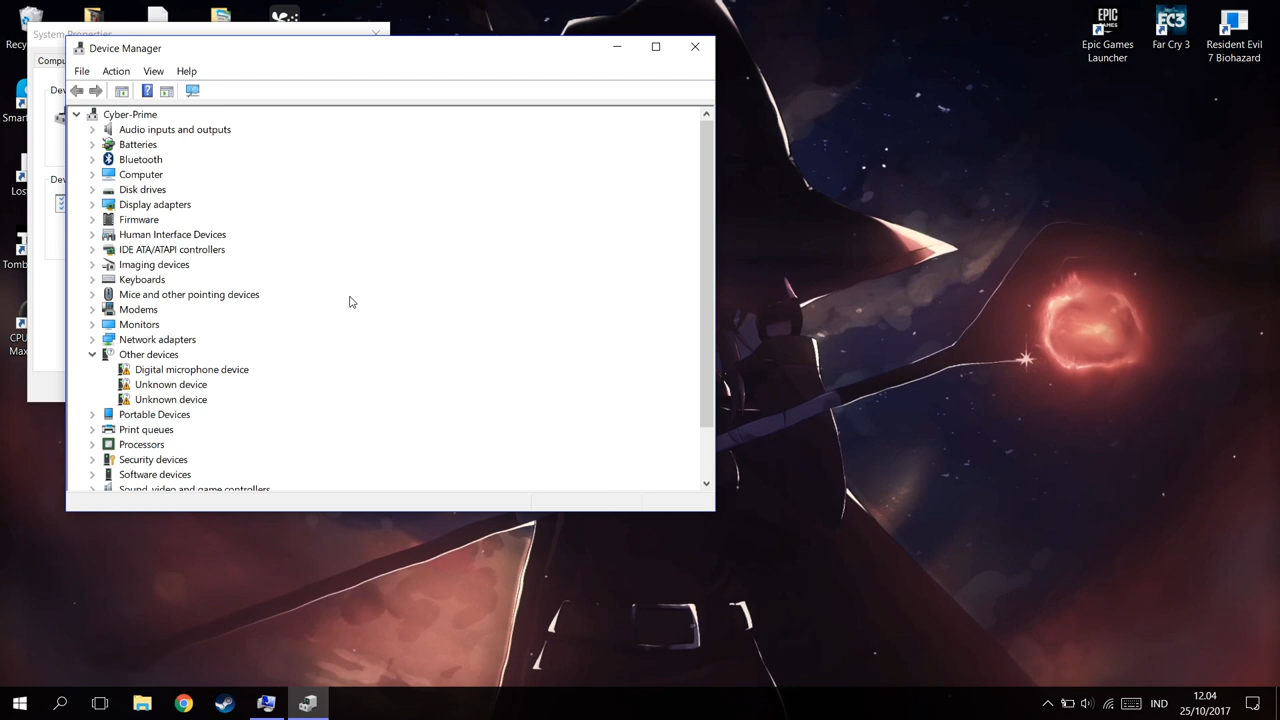 Recy
System Properties
Epic Games
Launcher
Far Cry 3
Resident Evil
7 Biohazard
EPIC
GAMES
FC3
Device Manager
Compu
File
Action
View
Help
Dev
Smar
Los
Dev
Tomb
CPU
Max
Cyber-Prime
Audio inputs and outputs
Batteries
Bluetooth
Computer
Disk drives
Display adapters
Firmware
Human Interface Devices
IDE ATA/ATAPI controllers
Imaging devices
Keyboards
Mice and other pointing devices
Modems
Monitors
Network adapters
Other devices
Digital microphone device
Unknown device
Unknown device
Portable Devices
Print queues
Processors
Security devices
Software devices
Sound, video and game controllers
IND
12.04
25/10/2017